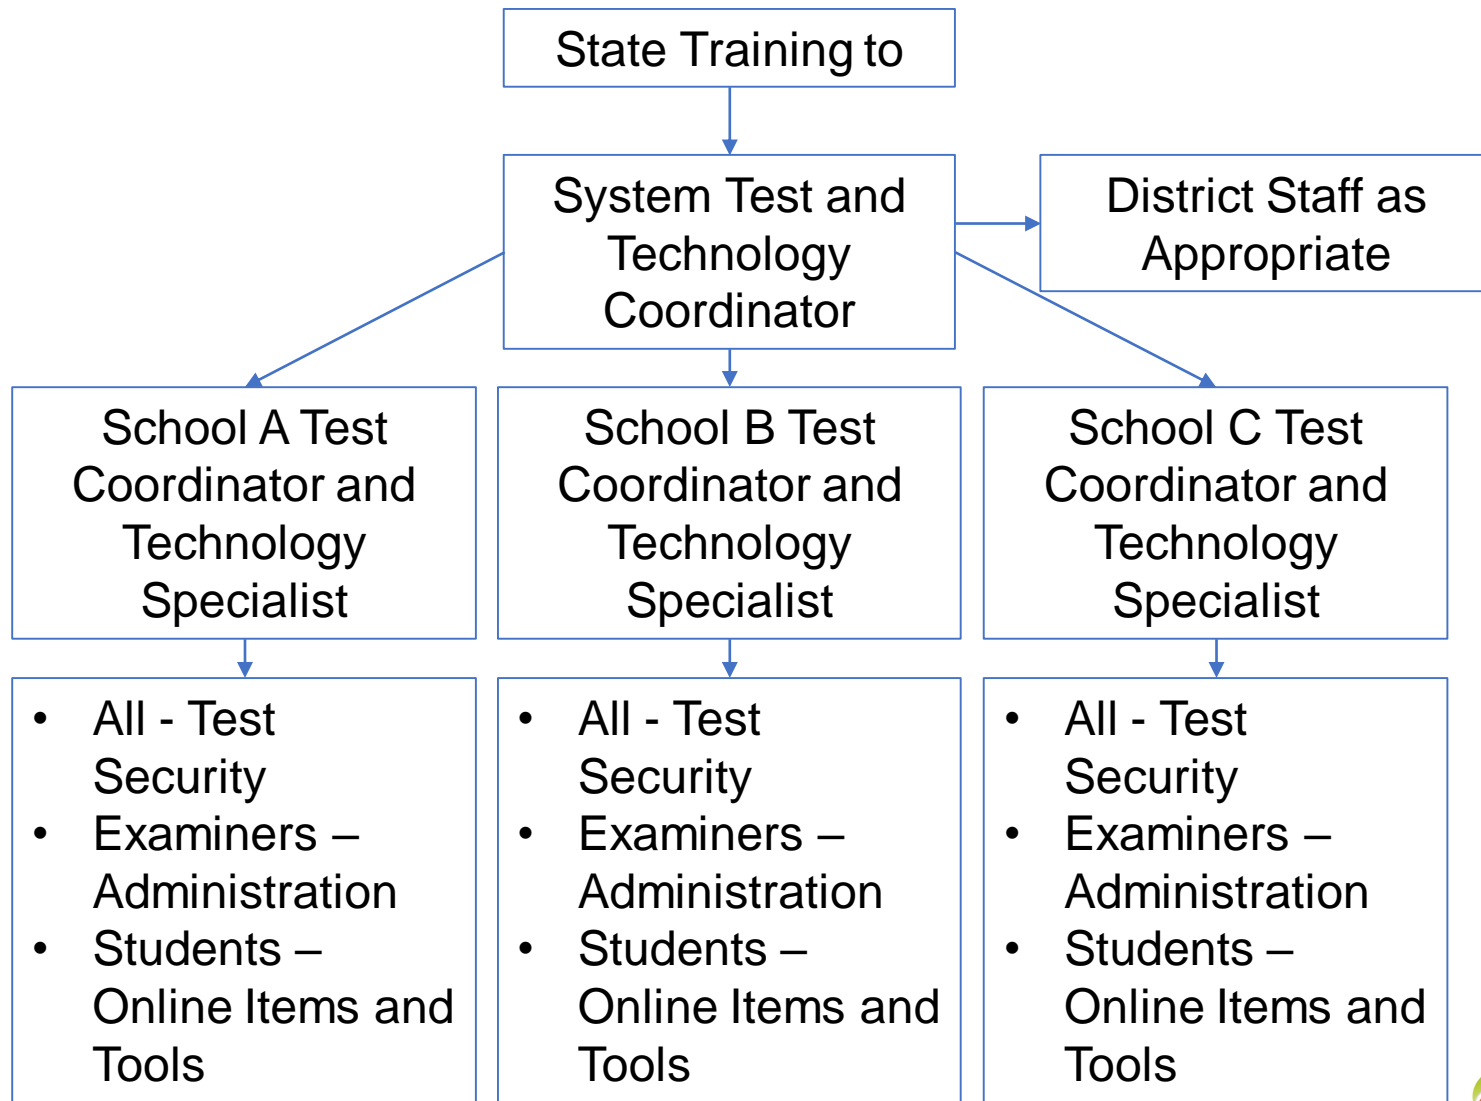 State Training to
System Test and
Technology
Coordinator
District Staff as
Appropriate
School A Test
Coordinator and
Technology
Specialist
School B Test
Coordinator and
Technology
Specialist
School C Test
Coordinator and
Technology
Specialist
• All - Test
Security
• Examiners –
Administration
• Students –
Online Items and
Tools
• All - Test
Security
• Examiners –
Administration
• Students –
Online Items and
Tools
• All - Test
Security
• Examiners –
Administration
• Students –
Online Items and
Tools